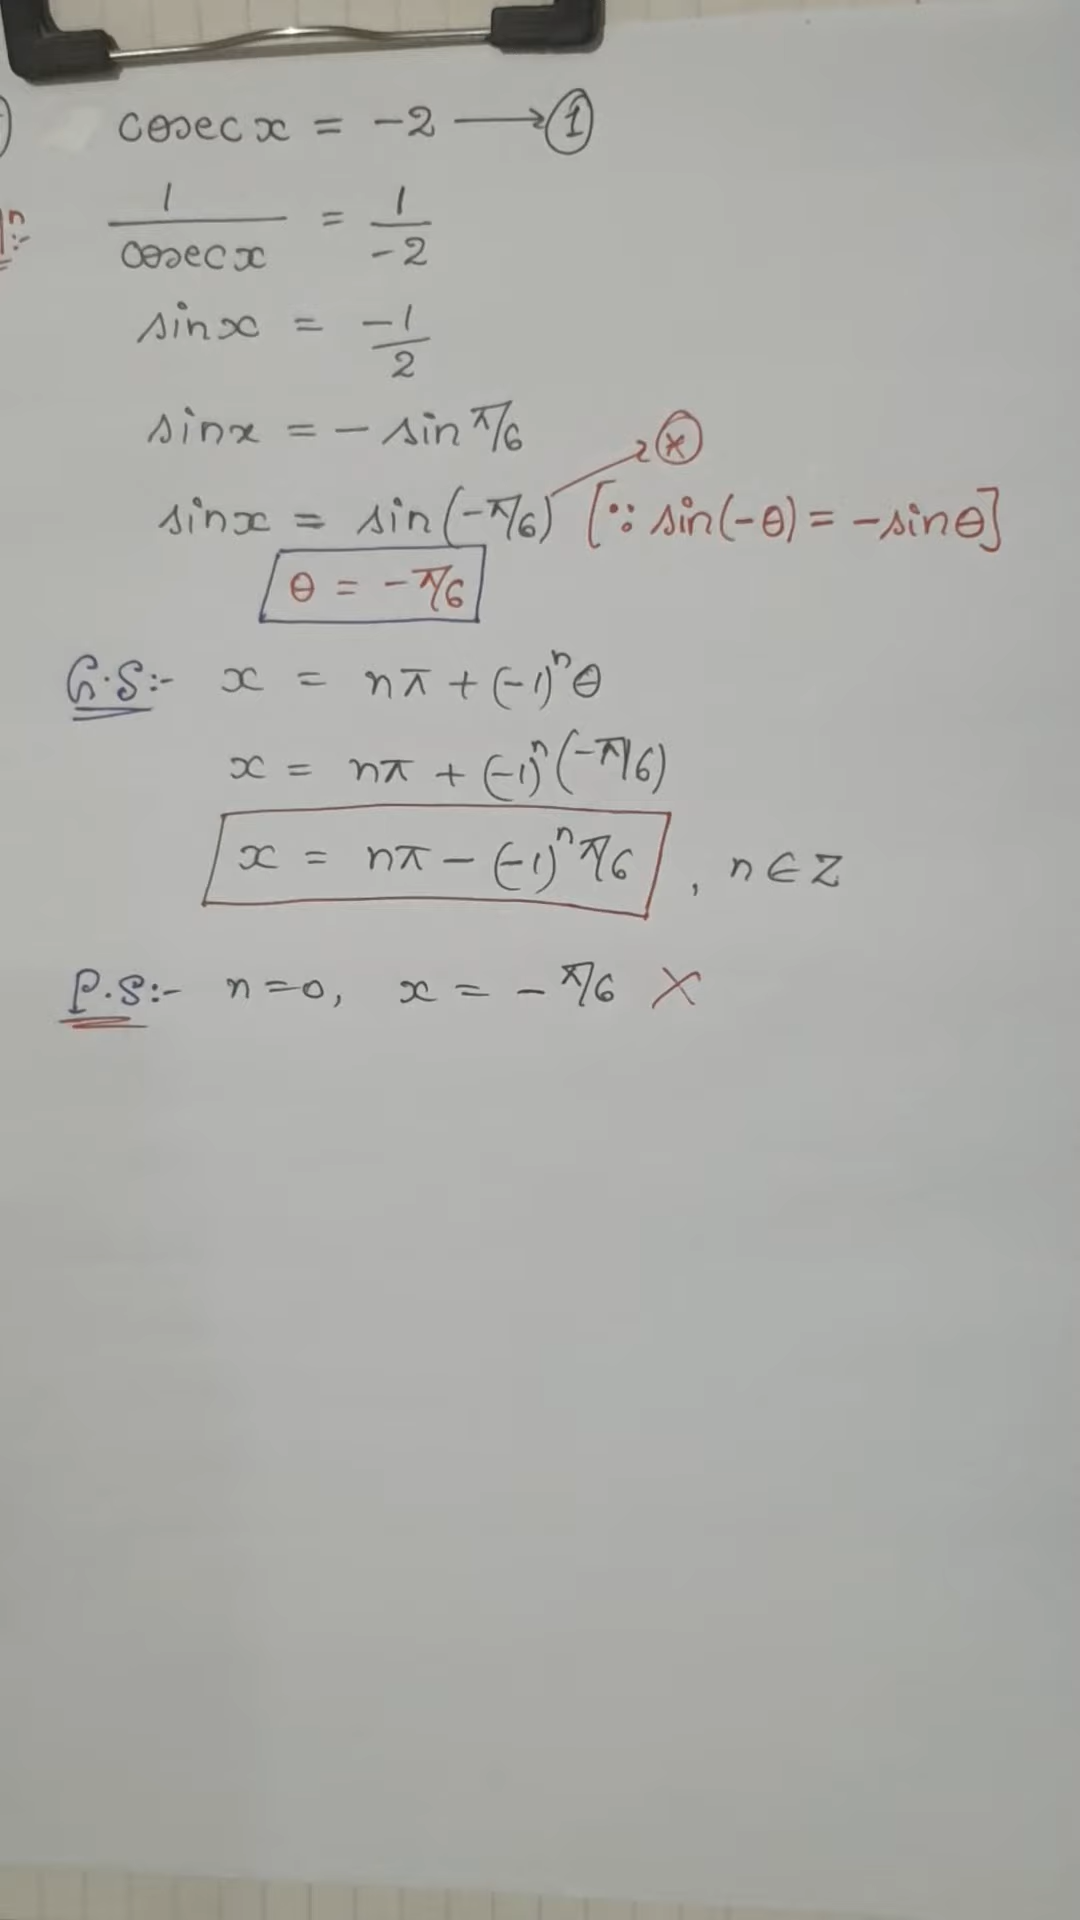 cosec x = -2 → ①
1/cosec x = 1/-2
sin x = -1/2
sin x = - sin π/6
sin x = sin(-π/6) → ⊛ [∵ sin(-θ) = -sinθ]
θ = -π/6
G.S:- x = nπ + (-1)ⁿθ
x = nπ + (-1)ⁿ(-π/6)
x = nπ - (-1)ⁿ π/6 , n ∈ Z
P.S:- n=0, x = - π/6 ✗